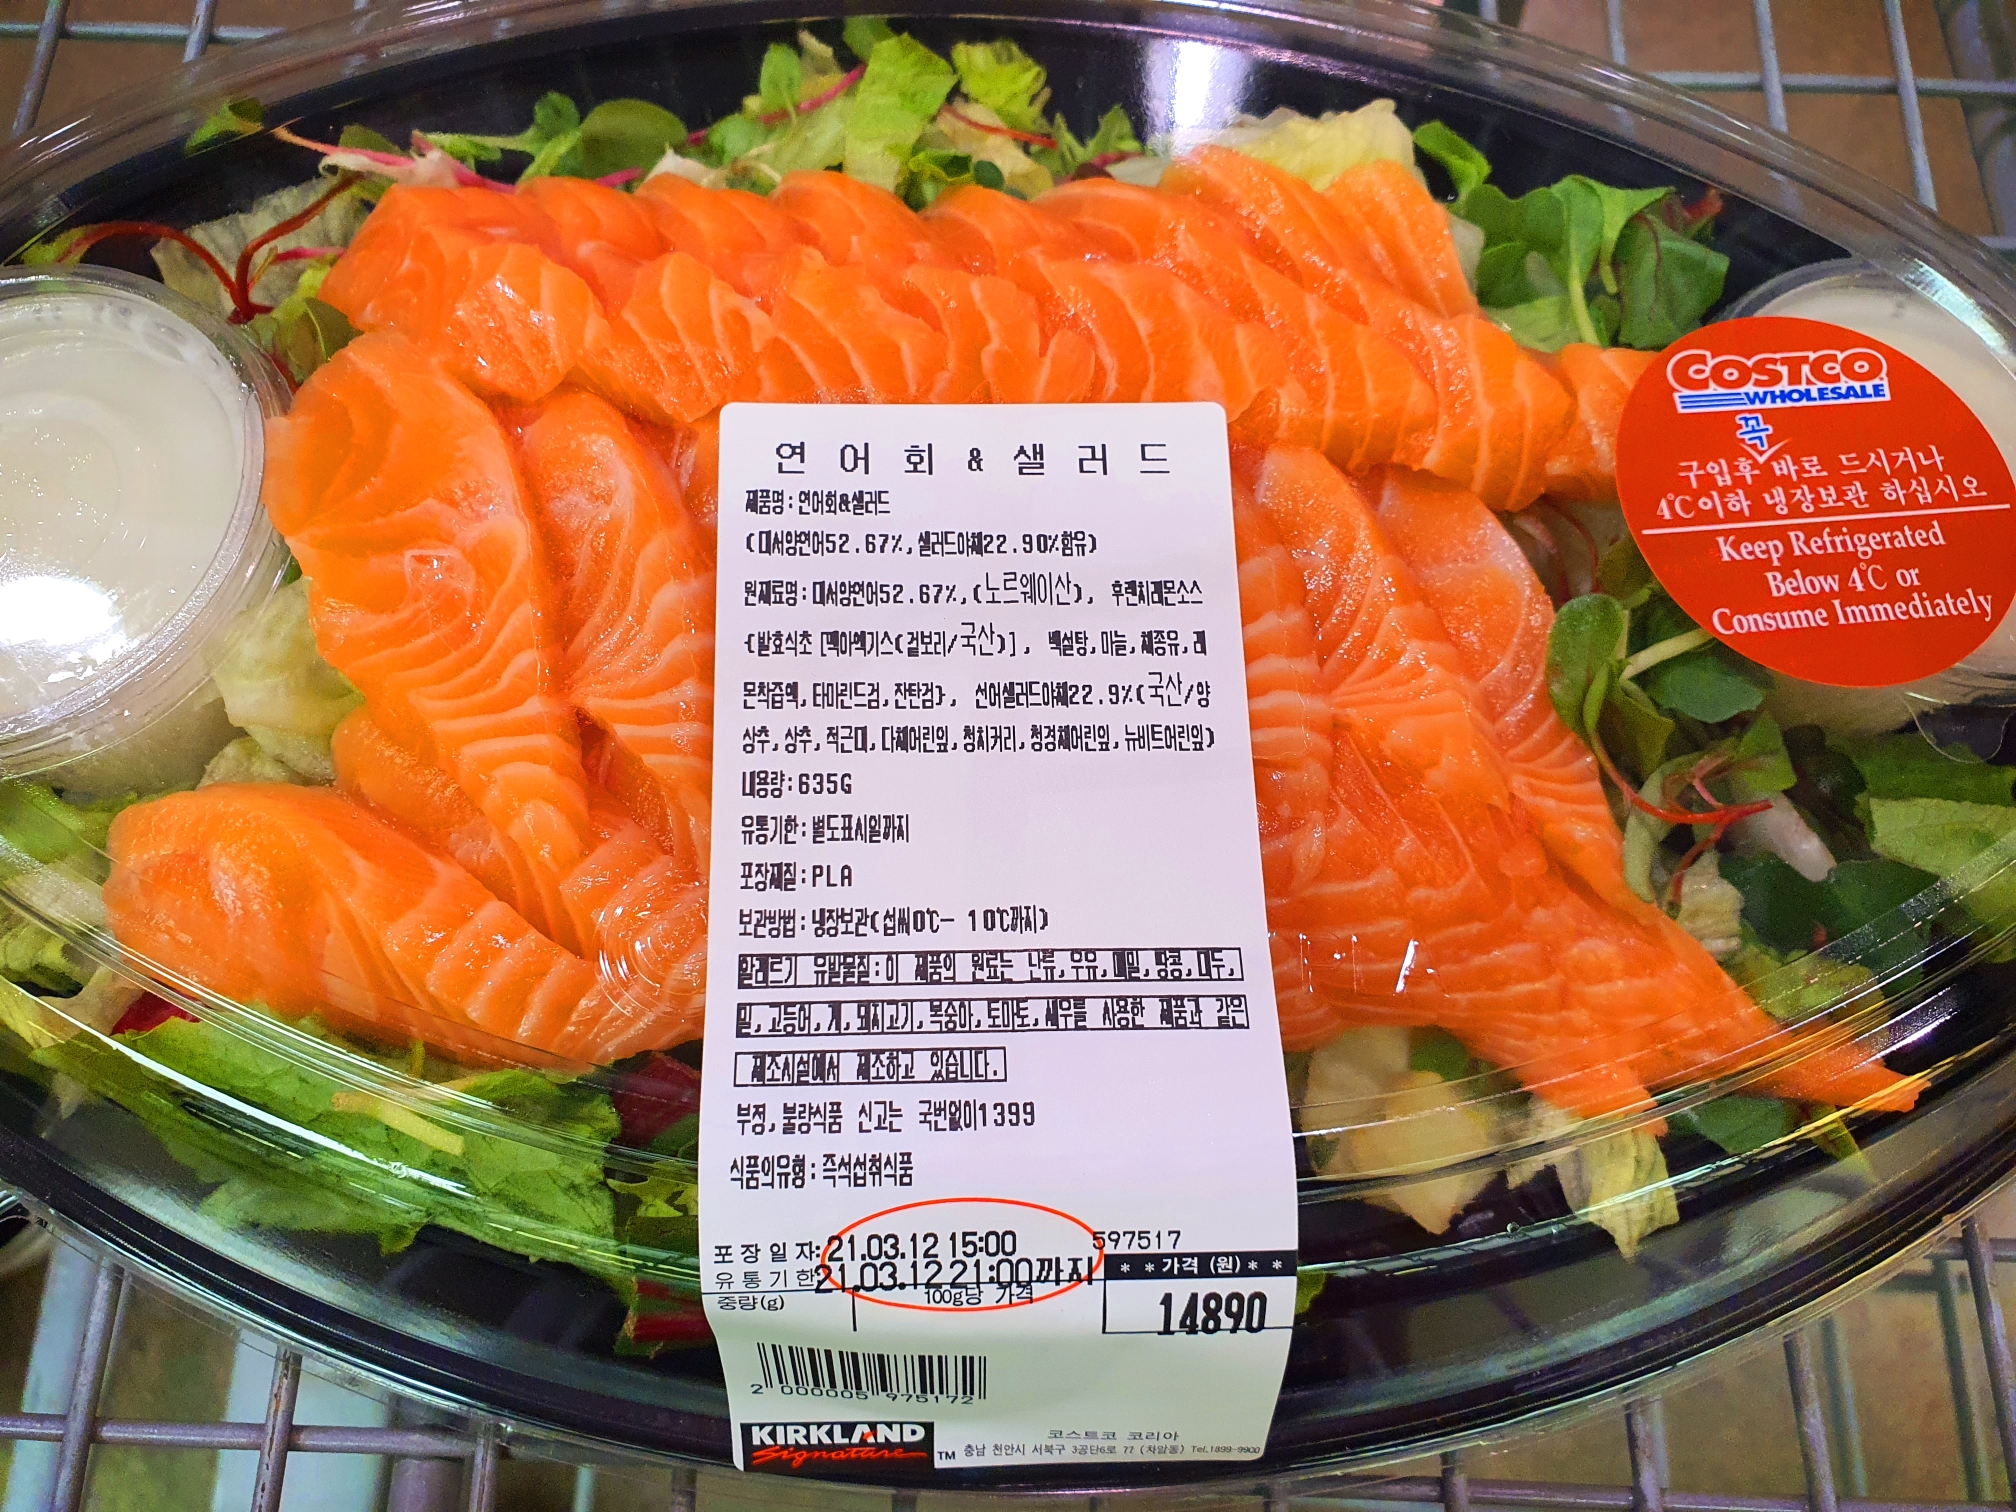 연어회&샐러드
제품명:연어회&샐러드
(대서양연어52.67%,샐러드야채22.90%함유)
원재료명:대서양연어52.67%,(노르웨이산), 후렌치레몬소스
{발효식초[맥아엑기스(겉보리/국산)], 백설탕,마늘,채종유,레
몬착즙액,타마린드검,잔탄검}, 선어샐러드야채22.9%(국산/양
상추,상추,적근대,다채어린잎,청치커리,청경채어린잎,뉴비트어린잎)
내용량:635G
유통기한:별도표시일까지
포장재질:PLA
보관방법:냉장보관(섭씨0℃- 10℃까지)
알레르기 유발물질:이 제품의 원료는 난류,우유,메밀,땅콩,대두,
밀,고등어,게,돼지고기,복숭아,토마토,새우를 사용한 제품과 같은
제조시설에서 제조하고 있습니다.
부정,불량식품 신고는 국번없이1399
식품의유형:즉석섭취식품
포장일자:21.03.12 15:00 597517
유통기한21.03.12 21:00까지 **가격(원)**
중량(g) 100g당 가격 14890
2 000005 975172
KIRKLAND
Signature TM
코스트코 코리아
충남 천안시 서북구 3공단6로 77 (차암동) Tel.1899-9900
COSTCO
WHOLESALE
꼭
구입후 바로 드시거나
4℃이하 냉장보관 하십시오
Keep Refrigerated
Below 4℃ or
Consume Immediately